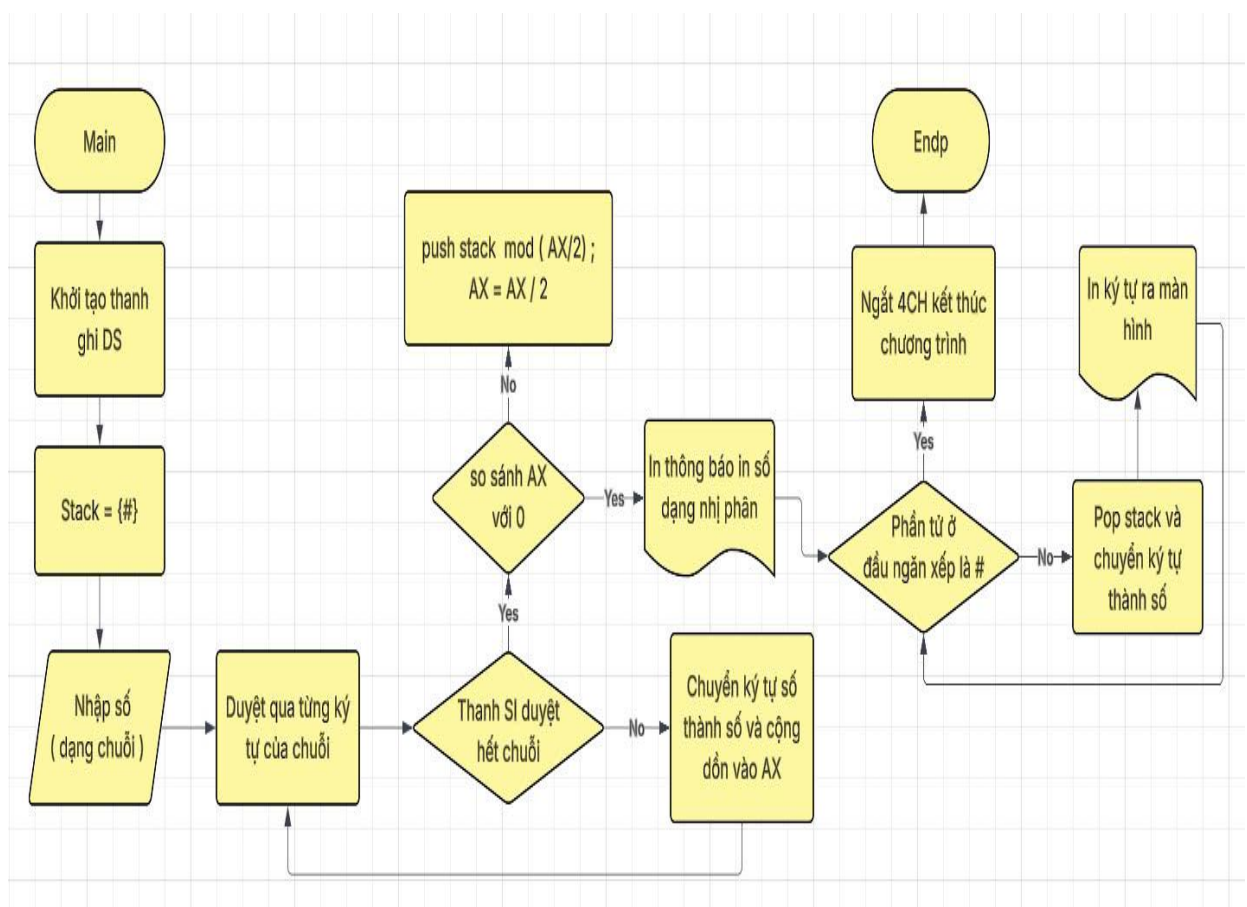 Main
Khởi tạo thanh
ghi DS
Stack = {#}
Nhập số
( dạng chuỗi )
Duyệt qua từng ký
tự của chuỗi
Thanh SI duyệt
hết chuỗi
No
Chuyển ký tự số
thành số và cộng
dồn vào AX
Yes
so sánh AX
với 0
No
push stack mod ( AX/2) ;
AX = AX / 2
Yes
In thông báo in số
dạng nhị phân
Phần tử ở
đầu ngăn xếp là #
No
Pop stack và
chuyển ký tự
thành số
In ký tự ra màn
hình
Yes
Ngắt 4CH kết thúc
chương trình
Endp